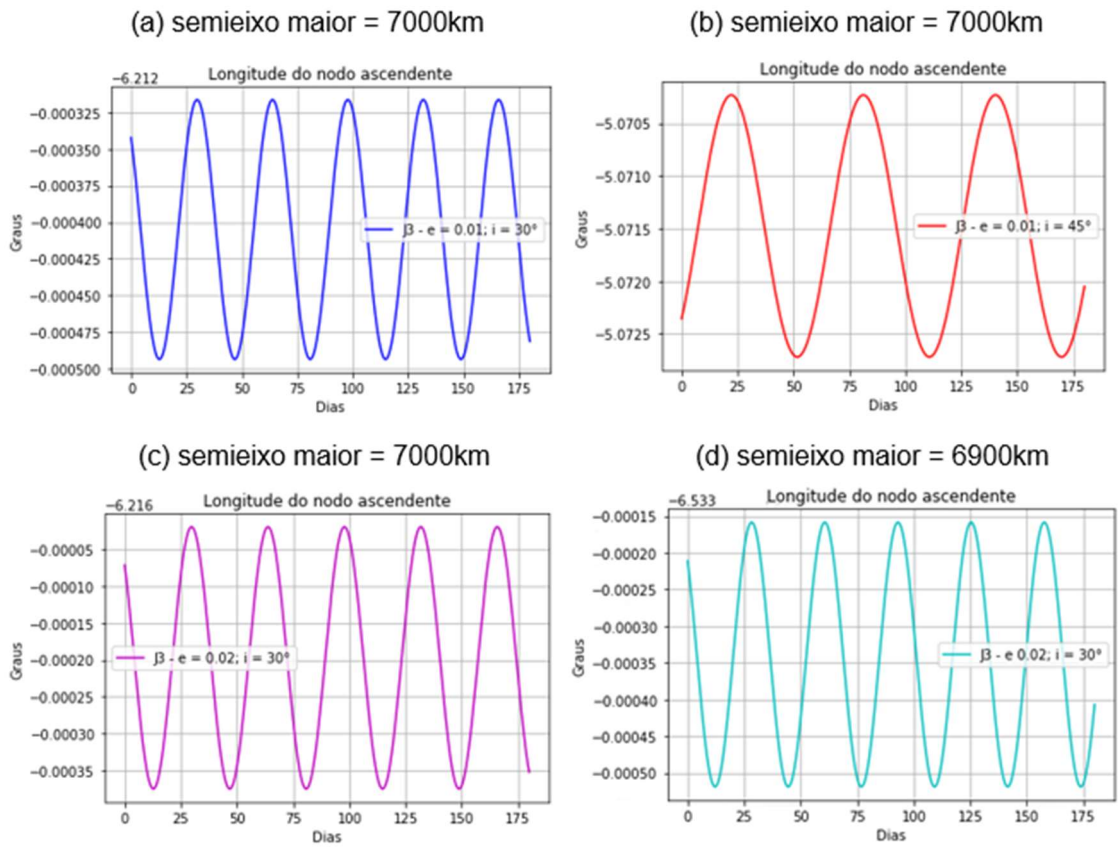 (a) semieixo maior = 7000km
−6.212
Longitude do nodo ascendente
−0.000325
−0.000350
−0.000375
−0.000400
−0.000425
−0.000450
−0.000475
−0.000500
Graus
J3 - e = 0.01; i = 30°
0 25 50 75 100 125 150 175
Dias
(b) semieixo maior = 7000km
Longitude do nodo ascendente
−5.0705
−5.0710
−5.0715
−5.0720
−5.0725
Graus
J3 - e = 0.01; i = 45°
0 25 50 75 100 125 150 175
Dias
(c) semieixo maior = 7000km
−6.216
Longitude do nodo ascendente
−0.00005
−0.00010
−0.00015
−0.00020
−0.00025
−0.00030
−0.00035
Graus
J3 - e = 0.02; i = 30°
0 25 50 75 100 125 150 175
Dias
(d) semieixo maior = 6900km
−6.533
Longitude do nodo ascendente
−0.00015
−0.00020
−0.00025
−0.00030
−0.00035
−0.00040
−0.00045
−0.00050
Graus
J3 - e 0.02; i = 30°
0 25 50 75 100 125 150 175
Dias